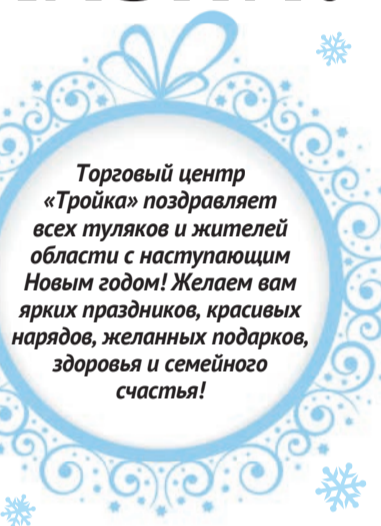 Торговый центр
«Тройка» поздравляет
всех туляков и жителей
области с наступающим
Новым годом! Желаем вам
ярких праздников, красивых
нарядов, желанных подарков,
здоровья и семейного
счастья!